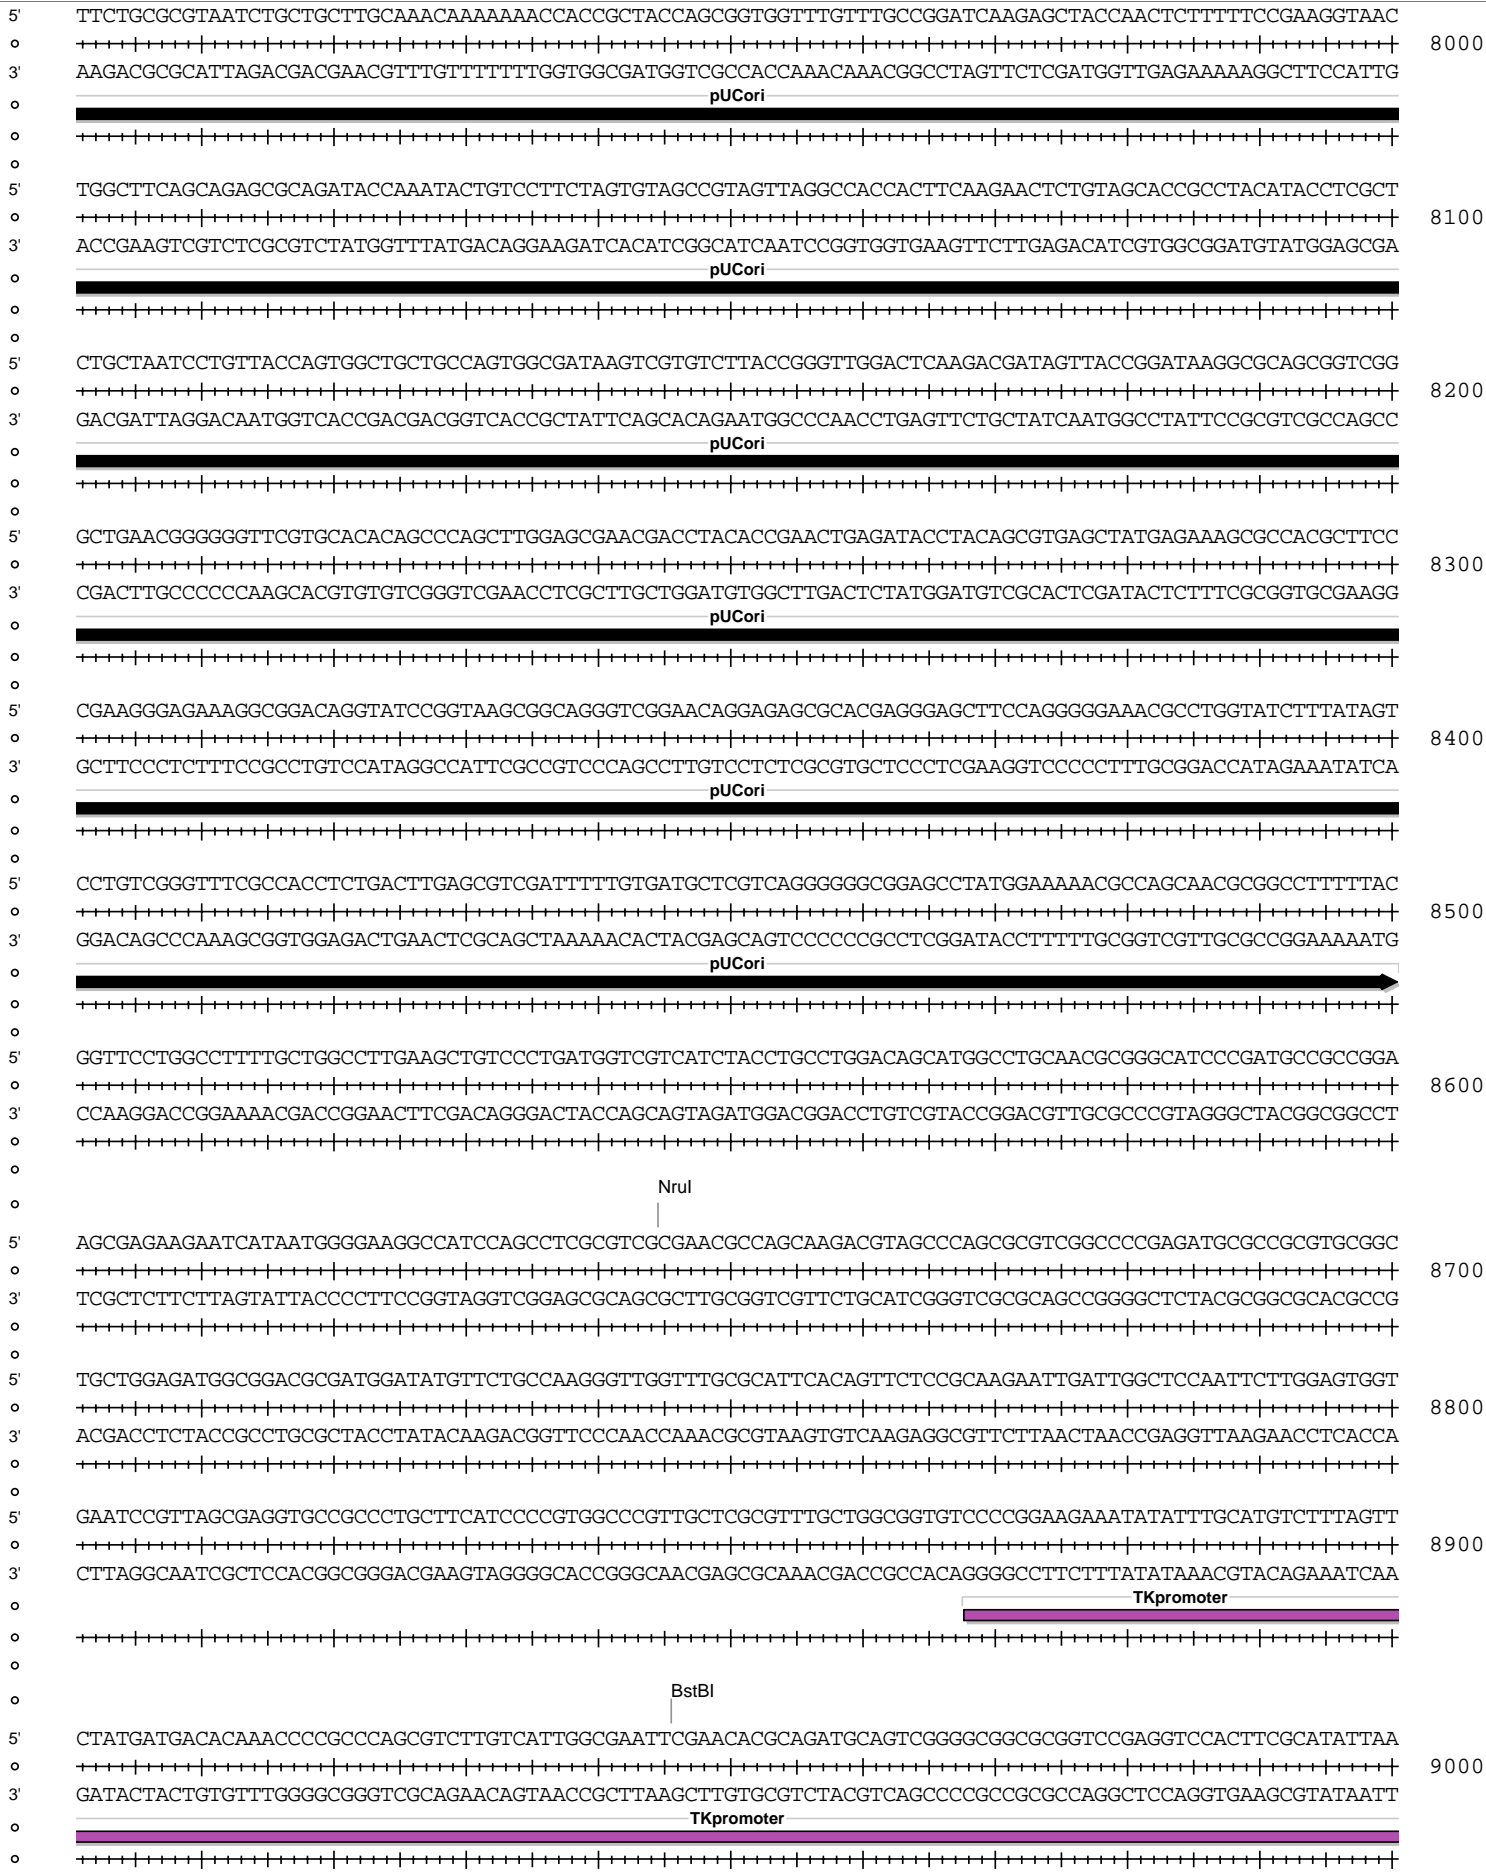 5' TTCTGCGCGTAATCTGCTGCTTGCAAACAAAAAAACCACCGCTACCAGCGGTGGTTTGTTTGCCGGATCAAGAGCTACCAACTCTTTTTCCGAAGGTAAC
8000
3' AAGACGCGCATTAGACGACGAACGTTTGTTTTTTTGGTGGCGATGGTCGCCACCAAACAAACGGCCTAGTTCTCGATGGTTGAGAAAAAGGCTTCCATTG
pUCori
5' TGGCTTCAGCAGAGCGCAGATACCAAATACTGTCCTTCTAGTGTAGCCGTAGTTAGGCCACCACTTCAAGAACTCTGTAGCACCGCCTACATACCTCGCT
8100
3' ACCGAAGTCGTCTCGCGTCTATGGTTTATGACAGGAAGATCACATCGGCATCAATCCGGTGGTGAAGTTCTTGAGACATCGTGGCGGATGTATGGAGCGA
pUCori
5' CTGCTAATCCTGTTACCAGTGGCTGCTGCCAGTGGCGATAAGTCGTGTCTTACCGGGTTGGACTCAAGACGATAGTTACCGGATAAGGCGCAGCGGTCGG
8200
3' GACGATTAGGACAATGGTCACCGACGACGGTCACCGCTATTCAGCACAGAATGGCCCAACCTGAGTTCTGCTATCAATGGCCTATTCCGCGTCGCCAGCC
pUCori
5' GCTGAACGGGGGGTTCGTGCACACAGCCCAGCTTGGAGCGAACGACCTACACCGAACTGAGATACCTACAGCGTGAGCTATGAGAAAGCGCCACGCTTCC
8300
3' CGACTTGCCCCCCAAGCACGTGTGTCGGGTCGAACCTCGCTTGCTGGATGTGGCTTGACTCTATGGATGTCGCACTCGATACTCTTTCGCGGTGCGAAGG
pUCori
5' CGAAGGGAGAAAGGCGGACAGGTATCCGGTAAGCGGCAGGGTCGGAACAGGAGAGCGCACGAGGGAGCTTCCAGGGGGAAACGCCTGGTATCTTTATAGT
8400
3' GCTTCCCTCTTTCCGCCTGTCCATAGGCCATTCGCCGTCCCAGCCTTGTCCTCTCGCGTGCTCCCTCGAAGGTCCCCCTTTGCGGACCATAGAAATATCA
pUCori
5' CCTGTCGGGTTTCGCCACCTCTGACTTGAGCGTCGATTTTTGTGATGCTCGTCAGGGGGGCGGAGCCTATGGAAAAACGCCAGCAACGCGGCCTTTTTAC
8500
3' GGACAGCCCAAAGCGGTGGAGACTGAACTCGCAGCTAAAAACACTACGAGCAGTCCCCCCGCCTCGGATACCTTTTTGCGGTCGTTGCGCCGGAAAAATG
pUCori
5' GGTTCCTGGCCTTTTGCTGGCCTTGAAGCTGTCCCTGATGGTCGTCATCTACCTGCCTGGACAGCATGGCCTGCAACGCGGGCATCCCGATGCCGCCGGA
8600
3' CCAAGGACCGGAAAACGACCGGAACTTCGACAGGGACTACCAGCAGTAGATGGACGGACCTGTCGTACCGGACGTTGCGCCCGTAGGGCTACGGCGGCCT
NruI
5' AGCGAGAAGAATCATAATGGGGAAGGCCATCCAGCCTCGCGTCGCGAACGCCAGCAAGACGTAGCCCAGCGCGTCGGCCCCGAGATGCGCCGCGTGCGGC
8700
3' TCGCTCTTCTTAGTATTACCCCTTCCGGTAGGTCGGAGCGCAGCGCTTGCGGTCGTTCTGCATCGGGTCGCGCAGCCGGGGCTCTACGCGGCGCACGCCG
5' TGCTGGAGATGGCGGACGCGATGGATATGTTCTGCCAAGGGTTGGTTTGCGCATTCACAGTTCTCCGCAAGAATTGATTGGCTCCAATTCTTGGAGTGGT
8800
3' ACGACCTCTACCGCCTGCGCTACCTATACAAGACGGTTCCCAACCAAACGCGTAAGTGTCAAGAGGCGTTCTTAACTAACCGAGGTTAAGAACCTCACCA
5' GAATCCGTTAGCGAGGTGCCGCCCTGCTTCATCCCCGTGGCCCGTTGCTCGCGTTTGCTGGCGGTGTCCCCGGAAGAAATATATTTGCATGTCTTTAGTT
8900
3' CTTAGGCAATCGCTCCACGGCGGGACGAAGTAGGGGCACCGGGCAACGAGCGCAAACGACCGCCACAGGGGCCTTCTTTATATAAACGTACAGAAATCAA
TKpromoter
BstBI
5' CTATGATGACACAAACCCCGCCCAGCGTCTTGTCATTGGCGAATTCGAACACGCAGATGCAGTCGGGGCGGCGCGGTCCGAGGTCCACTTCGCATATTAA
9000
3' GATACTACTGTGTTTGGGGCGGGTCGCAGAACAGTAACCGCTTAAGCTTGTGCGTCTACGTCAGCCCCGCCGCGCCAGGCTCCAGGTGAAGCGTATAATT
TKpromoter